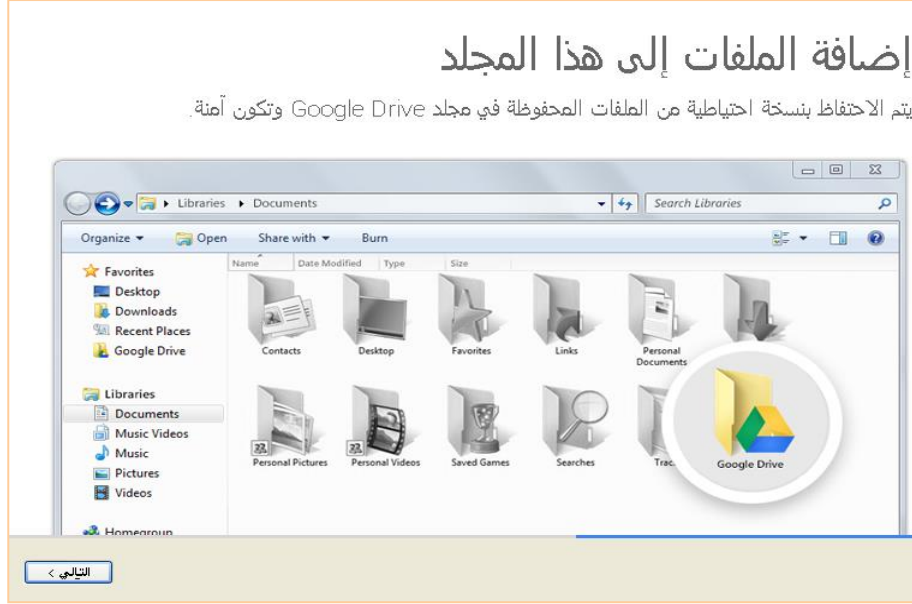 إضافة الملفات إلى هذا المجلد
يتم الاحتفاظ بنسخة احتياطية من الملفات المحفوظة في مجلد Google Drive وتكون آمنة.
Libraries Documents
Search Libraries
Organize Open Share with Burn
Name Date Modified Type Size
Favorites
Desktop
Downloads
Recent Places
Google Drive
Libraries
Documents
Music Videos
Music
Pictures
Videos
Homegroup
Contacts Desktop Favorites Links Personal
Documents
Personal Pictures Personal Videos Saved Games Searches Google Drive
التالي >